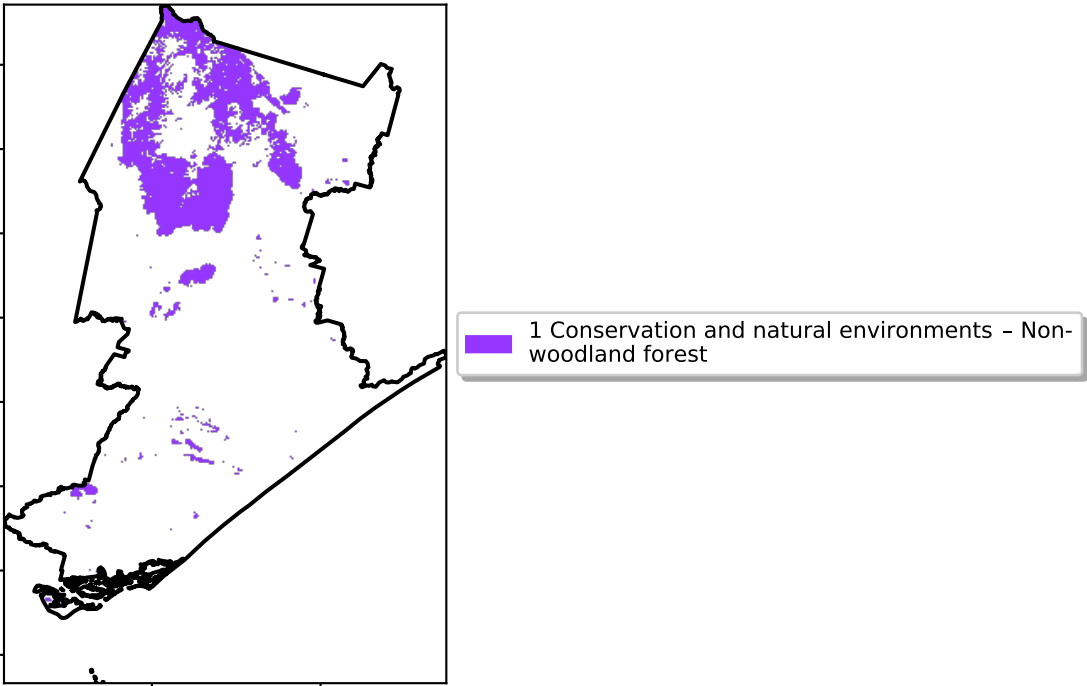 1 Conservation and natural environments – Non-
woodland forest